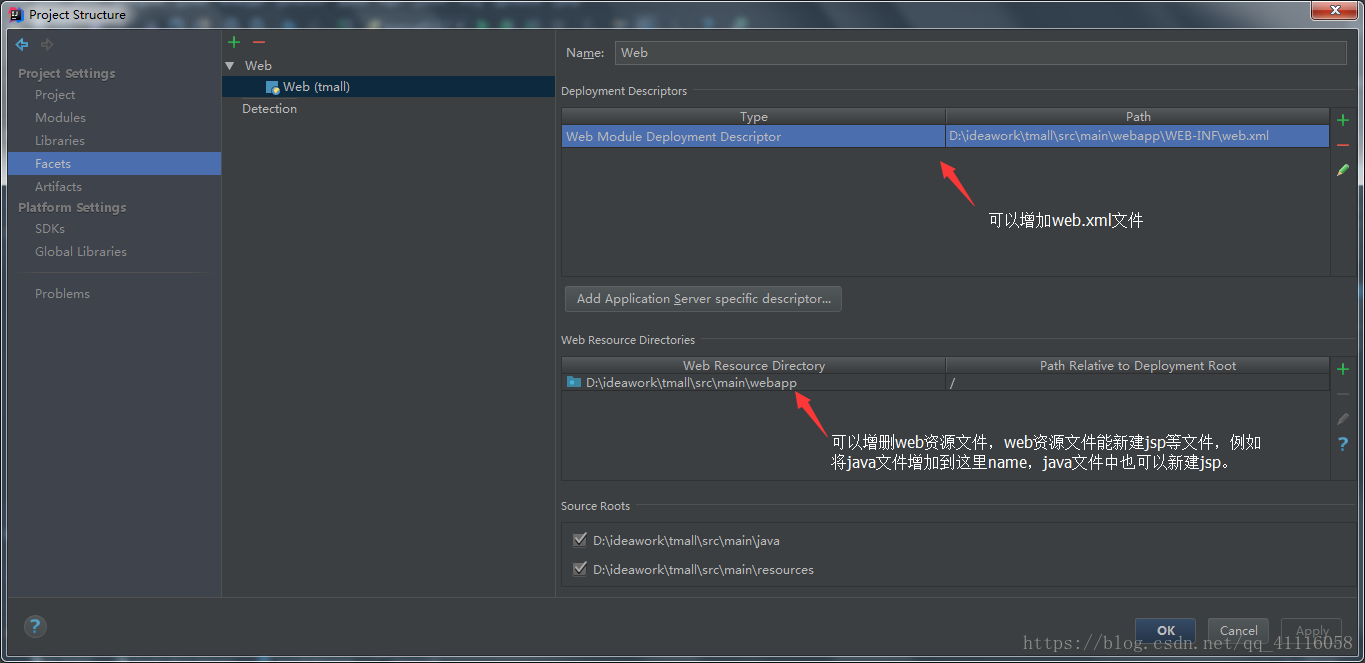 Project Structure
Project Settings
Project
Modules
Libraries
Facets
Artifacts
Platform Settings
SDKs
Global Libraries
Problems
Web
Web (tmall)
Detection
Name: Web
Deployment Descriptors
Type Path
Web Module Deployment Descriptor D:\ideawork\tmall\src\main\webapp\WEB-INF\web.xml
可以增加web.xml文件
Add Application Server specific descriptor...
Web Resource Directories
Web Resource Directory Path Relative to Deployment Root
D:\ideawork\tmall\src\main\webapp /
可以增删web资源文件，web资源文件能新建jsp等文件，例如
将java文件增加到这里name，java文件中也可以新建jsp。
Source Roots
D:\ideawork\tmall\src\main\java
D:\ideawork\tmall\src\main\resources
?
OK Cancel Apply
https://blog.csdn.net/qq_41116058